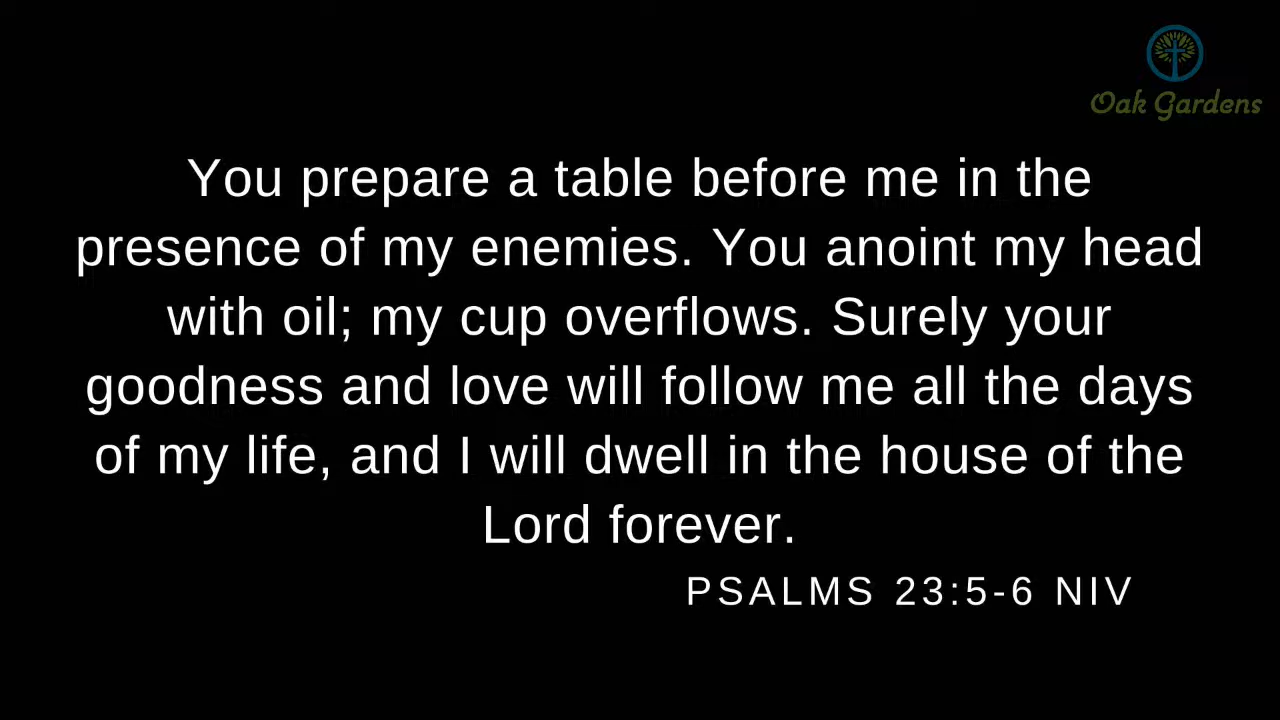 Oak Gardens
You prepare a table before me in the
presence of my enemies. You anoint my head
with oil; my cup overflows. Surely your
goodness and love will follow me all the days
of my life, and I will dwell in the house of the
Lord forever.
PSALMS 23:5-6 NIV